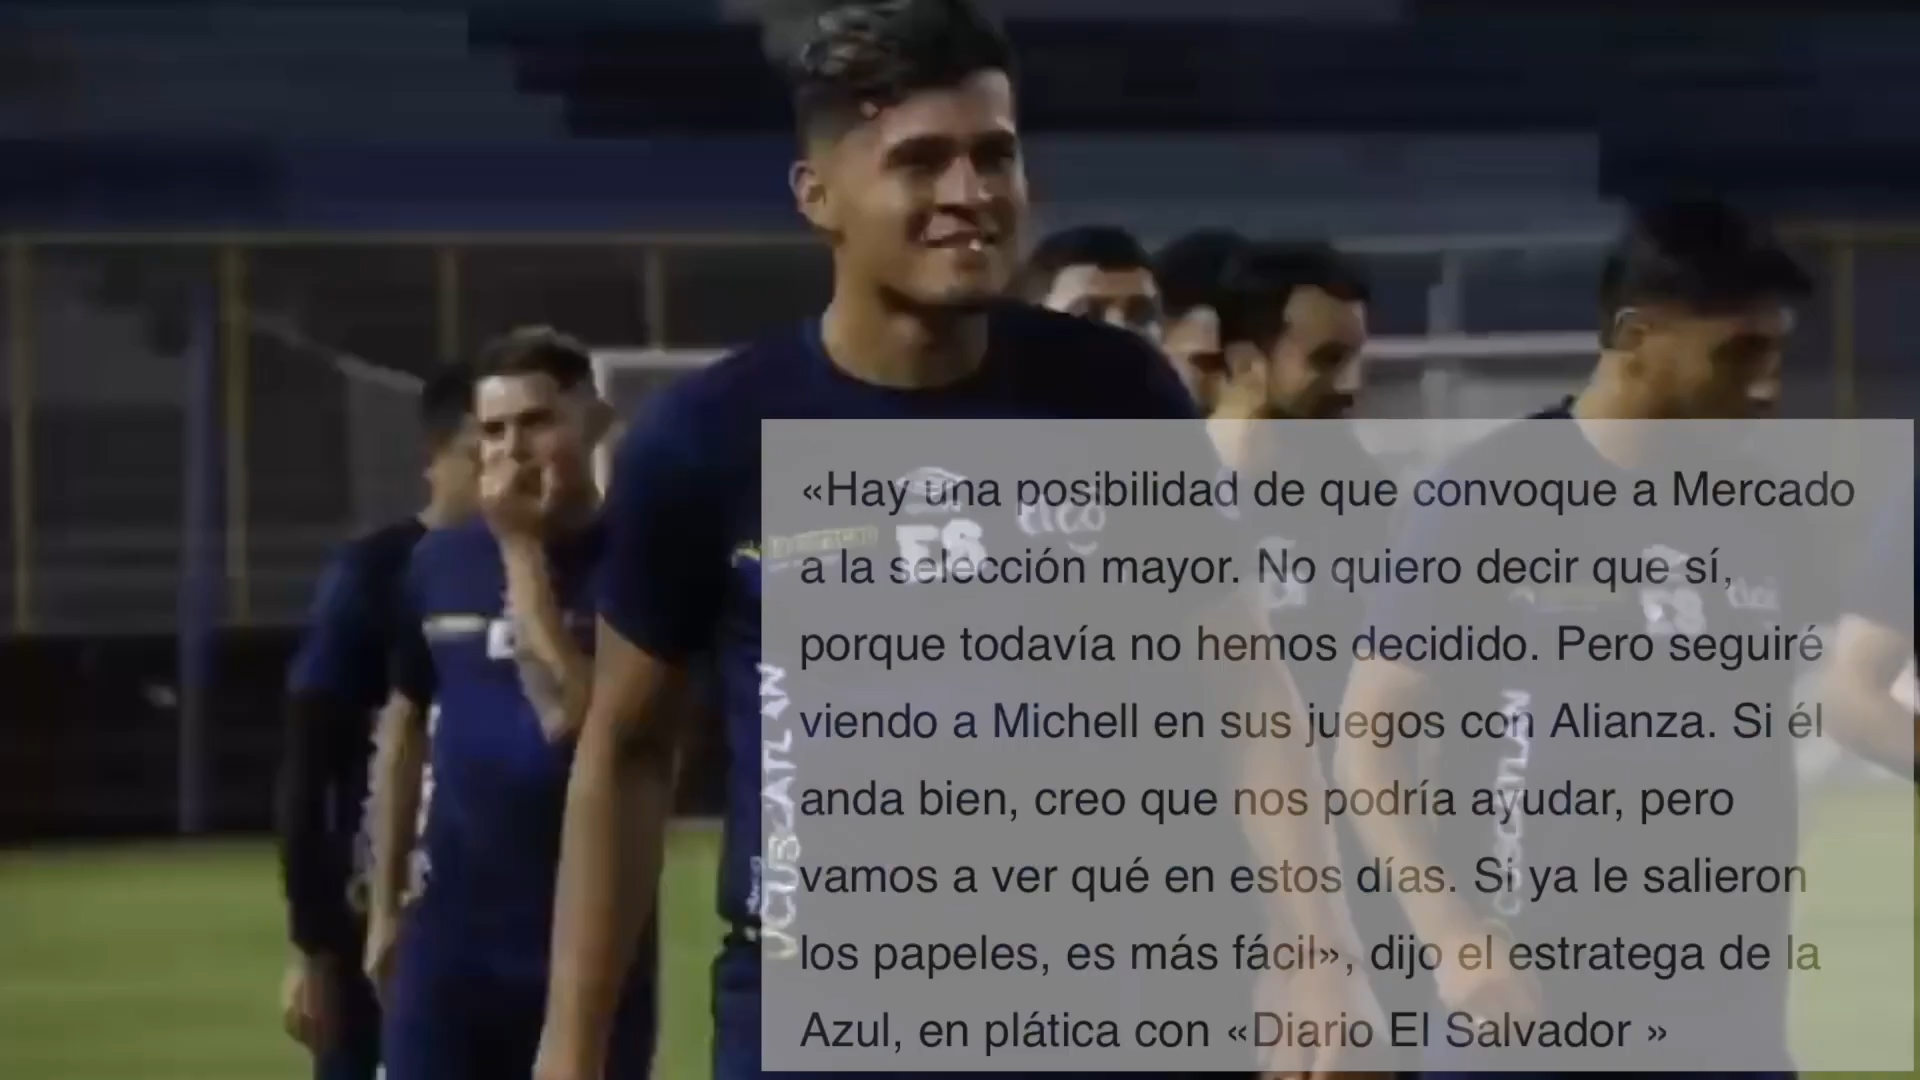 «Hay una posibilidad de que convoque a Mercado
a la selección mayor. No quiero decir que sí,
porque todavía no hemos decidido. Pero seguiré
viendo a Michell en sus juegos con Alianza. Si él
anda bien, creo que nos podría ayudar, pero
vamos a ver qué en estos días. Si ya le salieron
los papeles, es más fácil», dijo el estratega de la
Azul, en plática con «Diario El Salvador »